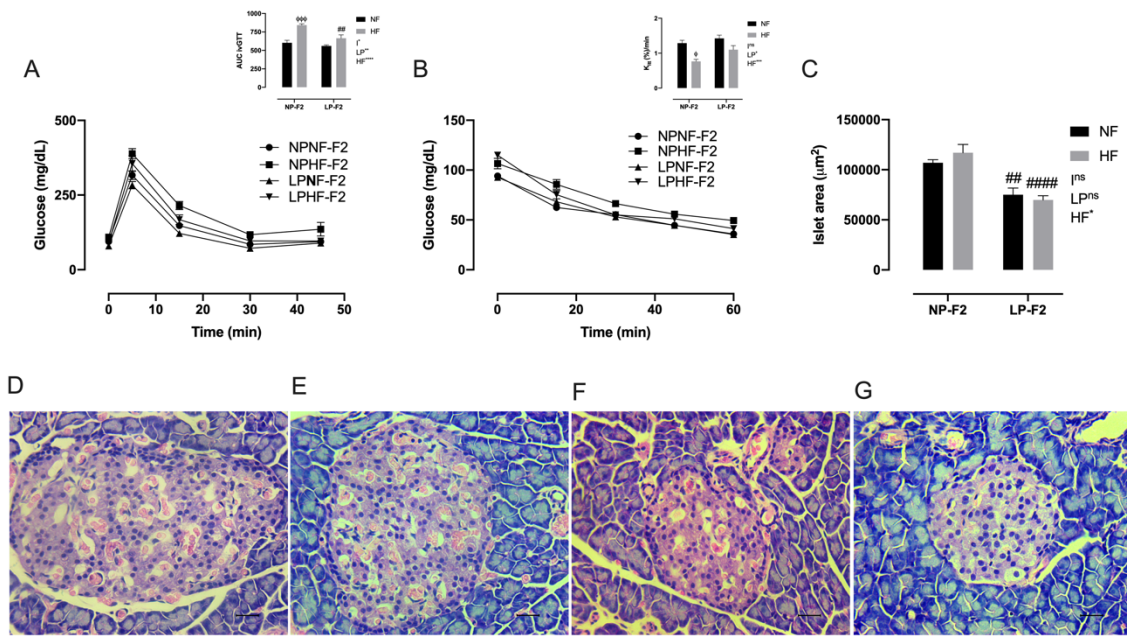 A
AUC ivGTT
1000
750
500
250
0
ϕϕϕ
##
NP-F2
LP-F2
NF
HF
I*
LP**
HF****
Glucose (mg/dL)
500
250
0
NPNF-F2
NPHF-F2
LPNF-F2
LPHF-F2
0
10
20
30
40
50
Time (min)
B
2
1
0
ϕ
NP-F2
LP-F2
NF
HF
Ins
LP*
HF***
Glucose (mg/dL)
150
100
50
0
NPNF-F2
NPHF-F2
LPNF-F2
LPHF-F2
0
20
40
60
Time (min)
C
Islet area (μm²)
150000
100000
50000
0
##
####
NP-F2
LP-F2
NF
HF
Ins
LPns
HF*
D
E
F
G